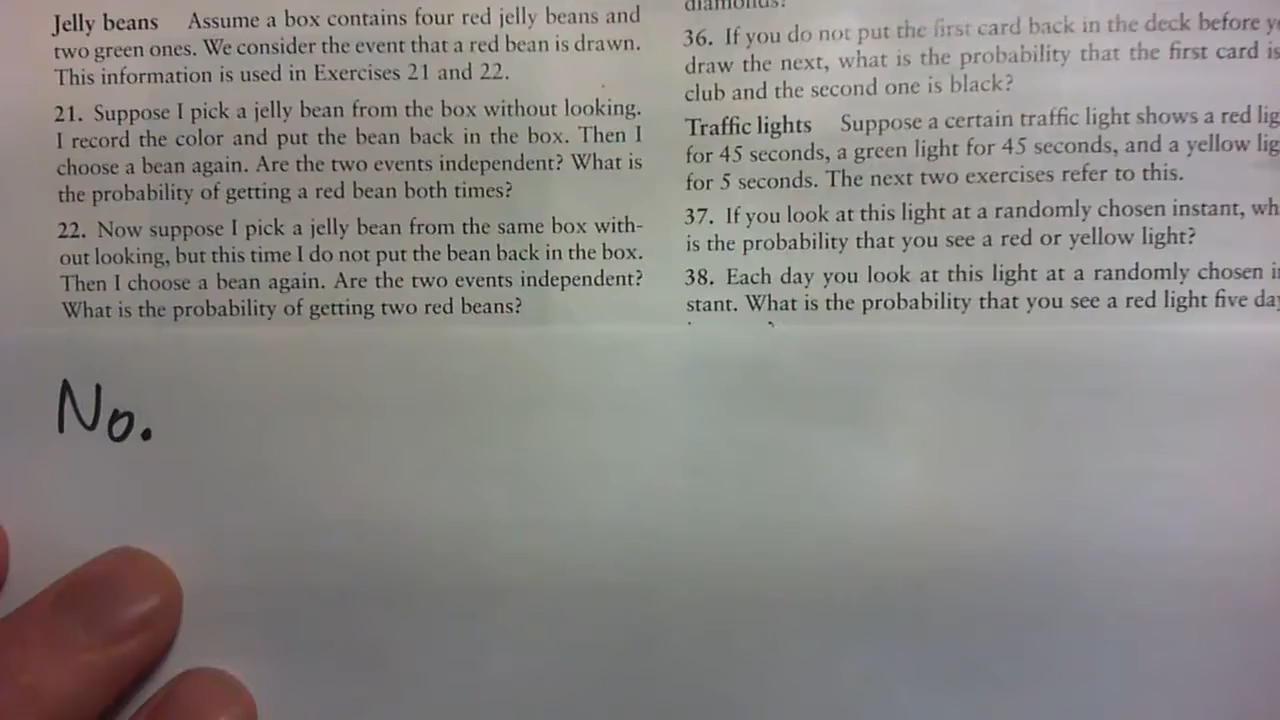 Jelly beans Assume a box contains four red jelly beans and
two green ones. We consider the event that a red bean is drawn.
This information is used in Exercises 21 and 22.
21. Suppose I pick a jelly bean from the box without looking.
I record the color and put the bean back in the box. Then I
choose a bean again. Are the two events independent? What is
the probability of getting a red bean both times?
22. Now suppose I pick a jelly bean from the same box with-
out looking, but this time I do not put the bean back in the box.
Then I choose a bean again. Are the two events independent?
What is the probability of getting two red beans?
No.
diamonds?
36. If you do not put the first card back in the deck before
draw the next, what is the probability that the first card is
club and the second one is black?
Traffic lights Suppose a certain traffic light shows a red
for 45 seconds, a green light for 45 seconds, and a yellow
for 5 seconds. The next two exercises refer to this.
37. If you look at this light at a randomly chosen instant,
is the probability that you see a red or yellow light?
38. Each day you look at this light at a randomly chosen
stant. What is the probability that you see a red light five